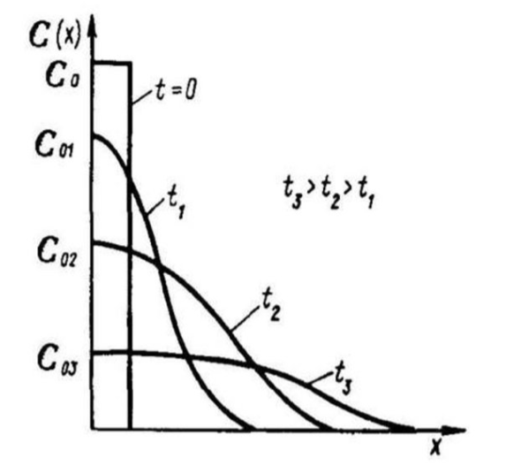 C(x)
C₀
t=0
C₀₁
t₁
t₃>t₂>t₁
C₀₂
t₂
C₀₃
t₃
x